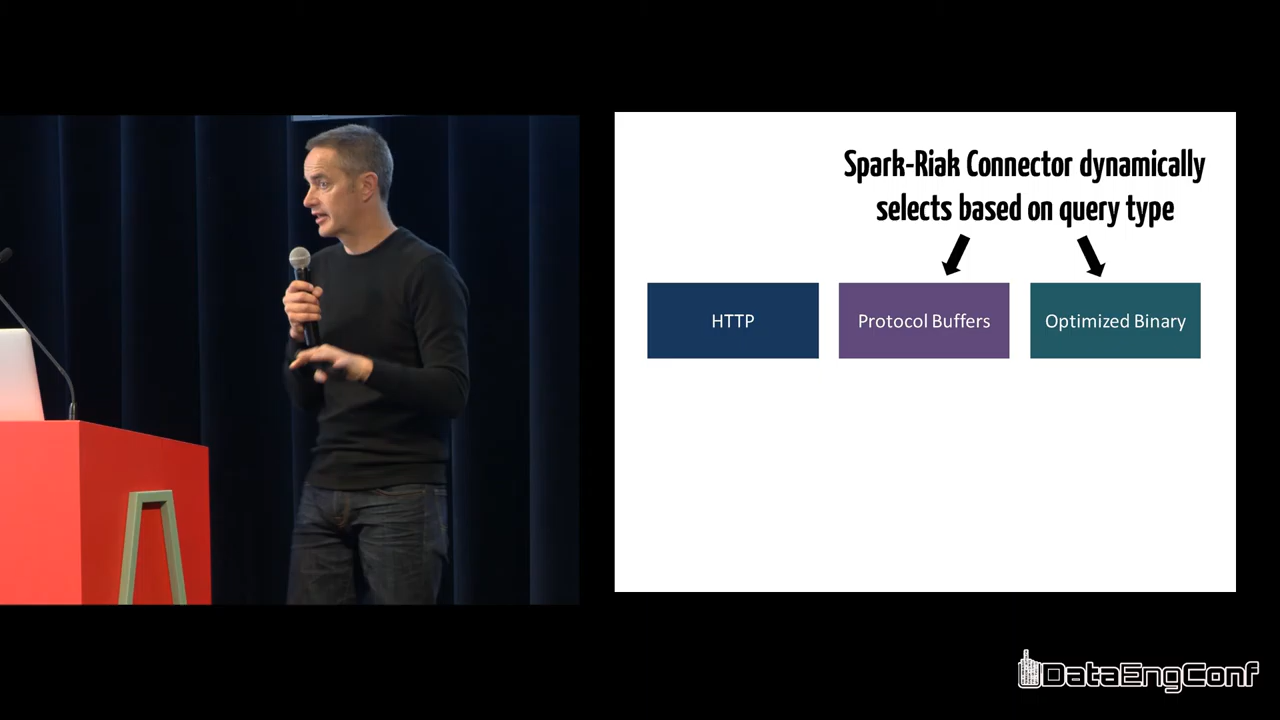 Spark-Riak Connector dynamically
selects based on query type
HTTP
Protocol Buffers
Optimized Binary
DataEngConf